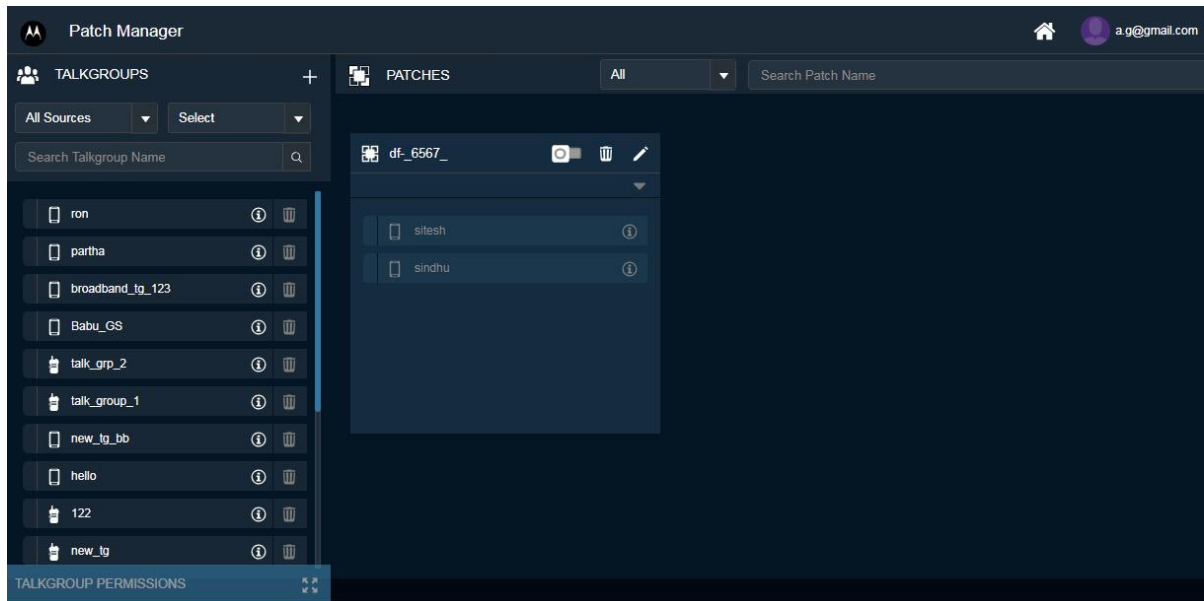 Patch Manager
a.g@gmail.com
TALKGROUPS
+
PATCHES
All
Search Patch Name
All Sources
Select
Search Talkgroup Name
df-_6567_
ron
partha
broadband_tg_123
Babu_GS
talk_grp_2
talk_group_1
new_tg_bb
hello
122
new_tg
sitesh
sindhu
TALKGROUP PERMISSIONS